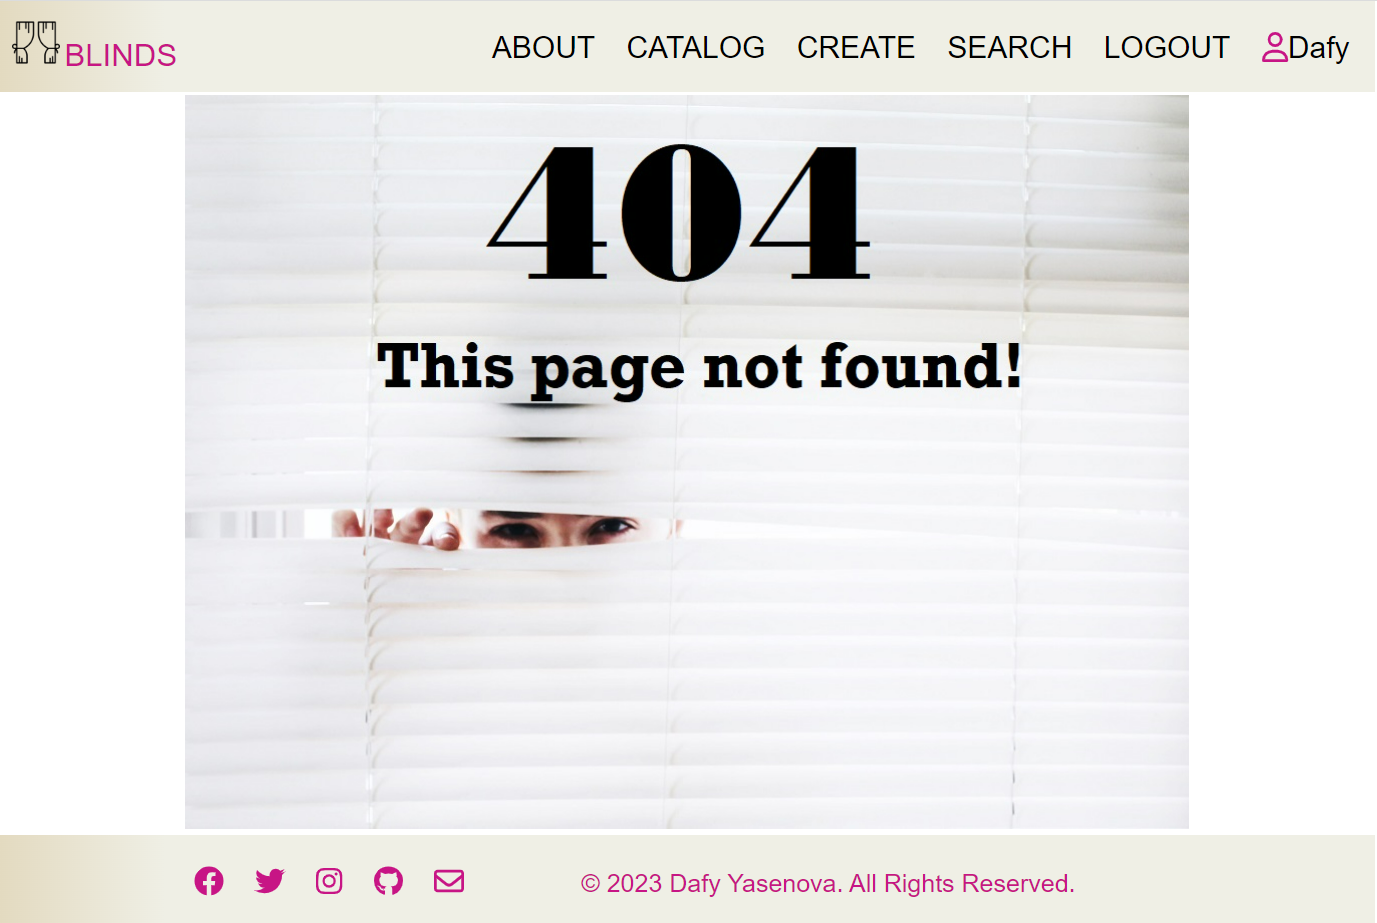 BLINDS
ABOUT CATALOG CREATE SEARCH LOGOUT Dafy
404
This page not found!
© 2023 Dafy Yasenova. All Rights Reserved.